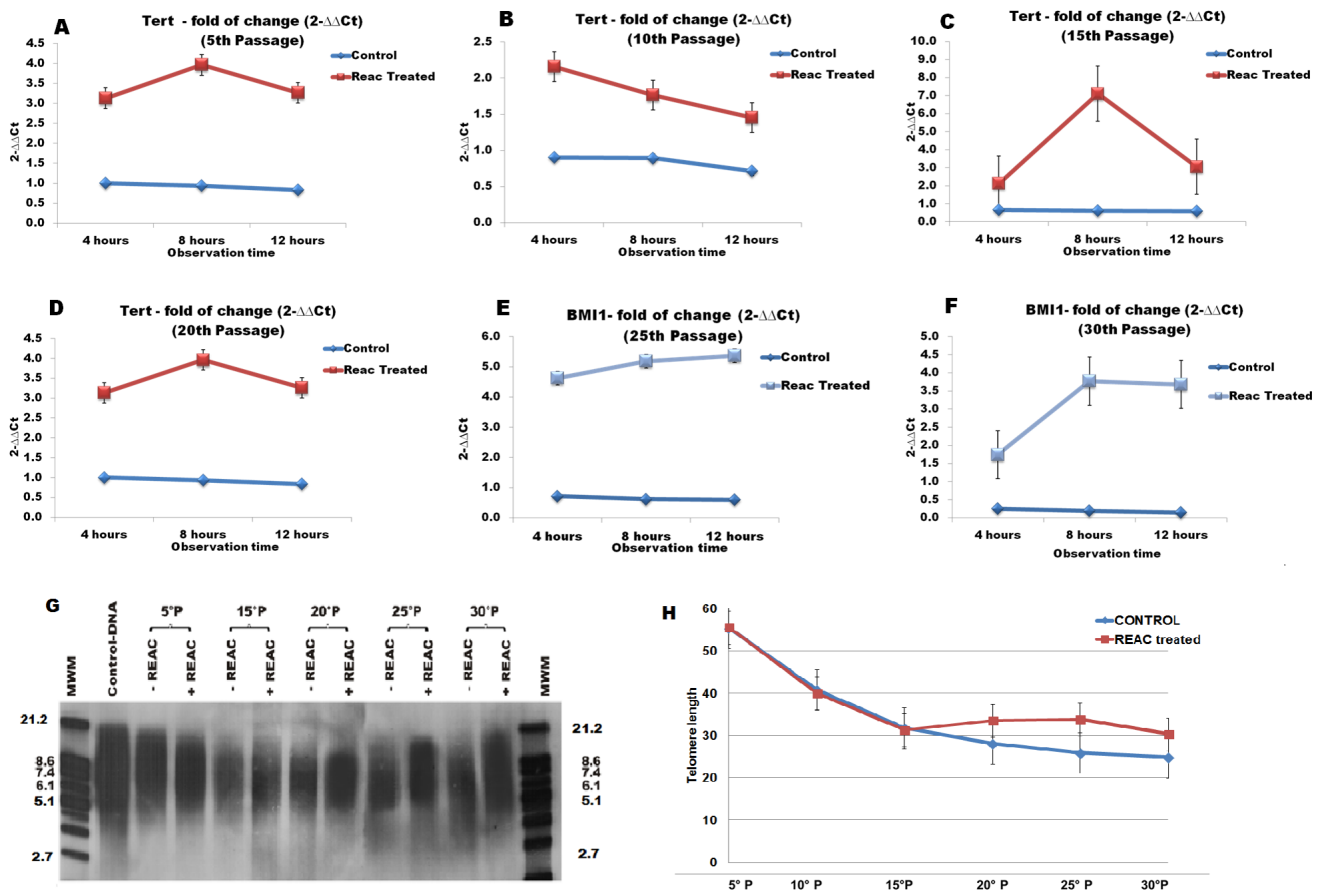 A
Tert - fold of change (2-∆∆Ct)
(5th Passage)
4.5
4.0
3.5
3.0
2.5
2.0
1.5
1.0
0.5
0.0
2-∆∆Ct
4 hours 8 hours 12 hours
Observation time
Control
Reac Treated
B
Tert - fold of change (2-∆∆Ct)
(10th Passage)
2.5
2.0
1.5
1.0
0.5
0.0
2-∆∆Ct
4 hours 8 hours 12 hours
Observation time
Control
Reac Treated
C
Tert - fold of change (2-∆∆Ct)
(15th Passage)
10.0
9.0
8.0
7.0
6.0
5.0
4.0
3.0
2.0
1.0
0.0
2-∆∆Ct
4 hours 8 hours 12 hours
Observation time
Control
Reac Treated
D
Tert - fold of change (2-∆∆Ct)
(20th Passage)
4.5
4.0
3.5
3.0
2.5
2.0
1.5
1.0
0.5
0.0
2-∆∆Ct
4 hours 8 hours 12 hours
Observation time
Control
Reac Treated
E
BMI1- fold of change (2-∆∆Ct)
(25th Passage)
6.0
5.0
4.0
3.0
2.0
1.0
0.0
2-∆∆Ct
4 hours 8 hours 12 hours
Observation time
Control
Reac Treated
F
BMI1- fold of change (2-∆∆Ct)
(30th Passage)
5.0
4.5
4.0
3.5
3.0
2.5
2.0
1.5
1.0
0.5
0.0
2-∆∆Ct
4 hours 8 hours 12 hours
Observation time
Control
Reac Treated
G
5°P 15°P 20°P 25°P 30°P
MWM Control-DNA - REAC + REAC - REAC + REAC - REAC + REAC - REAC + REAC - REAC + REAC MWM
21.2 21.2
8.6 8.6
7.4 7.4
6.1 6.1
5.1 5.1
2.7 2.7
H
60
50
40
30
20
10
0
Telomere length
5° P 10° P 15°P 20° P 25° P 30°P
CONTROL
REAC treated